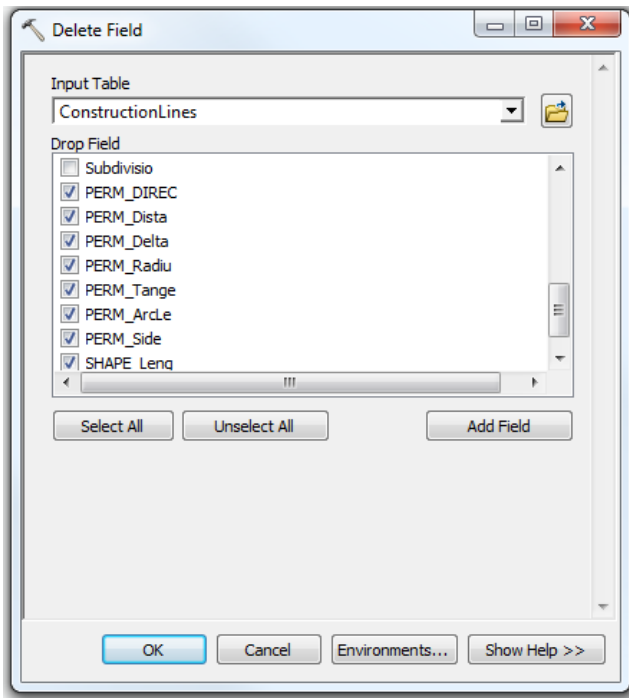 Delete Field
Input Table
ConstructionLines
Drop Field
Subdivisio
PERM_DIREC
PERM_Dista
PERM_Delta
PERM_Radiu
PERM_Tange
PERM_ArcLe
PERM_Side
SHAPE_Leng
Select All Unselect All Add Field
OK Cancel Environments... Show Help >>